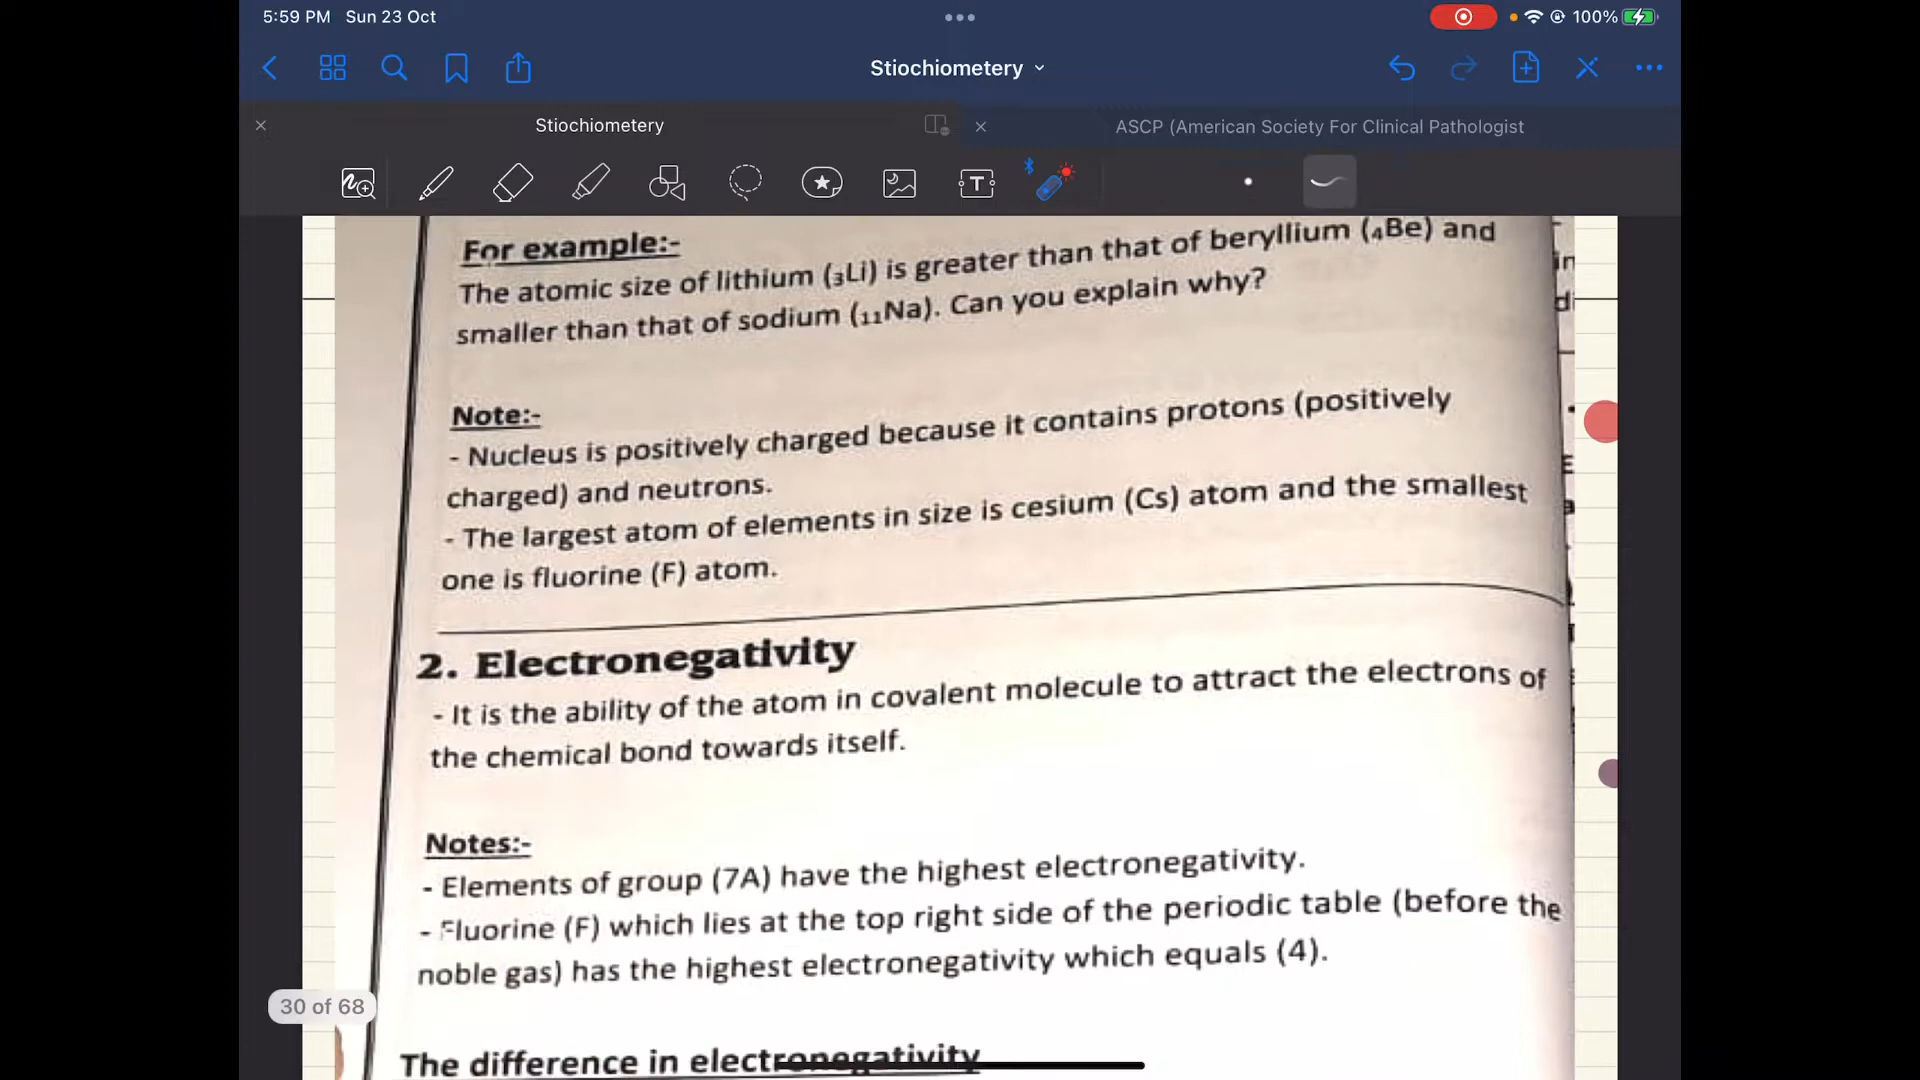 5:59 PM Sun 23 Oct
100%
Stiochiometery
Stiochiometery
ASCP (American Society For Clinical Pathologist
T
For example:-
The atomic size of lithium (₃Li) is greater than that of beryllium (₄Be) and
smaller than that of sodium (₁₁Na). Can you explain why?
Note:-
- Nucleus is positively charged because it contains protons (positively
charged) and neutrons.
- The largest atom of elements in size is cesium (Cs) atom and the smallest
one is fluorine (F) atom.
2. Electronegativity
- It is the ability of the atom in covalent molecule to attract the electrons of
the chemical bond towards itself.
Notes:-
- Elements of group (7A) have the highest electronegativity.
- Fluorine (F) which lies at the top right side of the periodic table (before the
noble gas) has the highest electronegativity which equals (4).
30 of 68
The difference in electronegativity